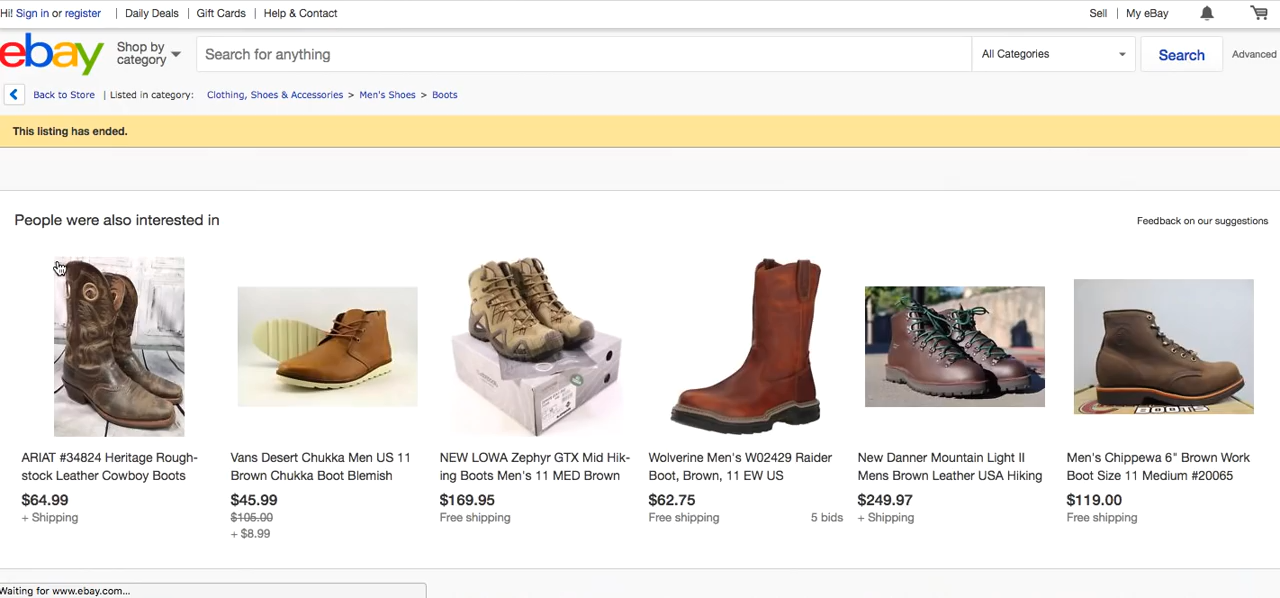 Hi! Sign in or register | Daily Deals | Gift Cards | Help & Contact Sell | My eBay
ebay Shop by category Search for anything All Categories Search Advanced
Back to Store | Listed in category: Clothing, Shoes & Accessories > Men's Shoes > Boots
This listing has ended.
People were also interested in Feedback on our suggestions
ARIAT #34824 Heritage Rough-
stock Leather Cowboy Boots
$64.99
+ Shipping
Vans Desert Chukka Men US 11
Brown Chukka Boot Blemish
$45.99
$105.00
+ $8.99
NEW LOWA Zephyr GTX Mid Hik-
ing Boots Men's 11 MED Brown
$169.95
Free shipping
Wolverine Men's W02429 Raider
Boot, Brown, 11 EW US
$62.75
Free shipping 5 bids
New Danner Mountain Light II
Mens Brown Leather USA Hiking
$249.97
+ Shipping
BOOTS
Men's Chippewa 6" Brown Work
Boot Size 11 Medium #20065
$119.00
Free shipping
Waiting for www.ebay.com...